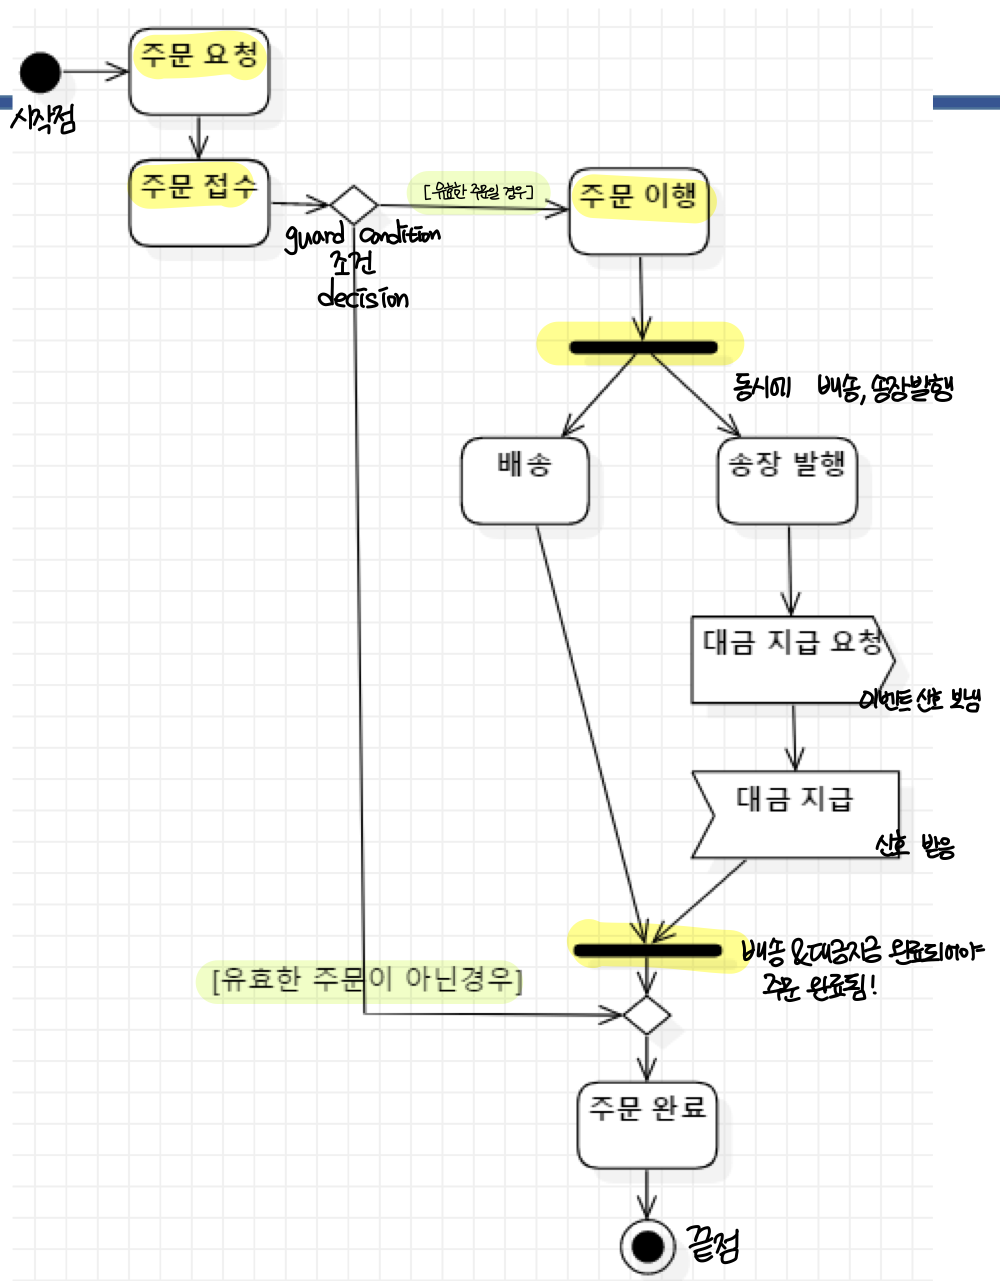 주문 요청
시작점
주문 접수
[유효한 주문일 경우]
주문 이행
guard condition
조건
decision
동시에 배송, 송장발행
배송
송장 발행
대금 지급 요청
이벤트 신호 보냄
대금 지급
신호 받음
배송 & 대금지급 완료되어야
주문 완료됨!
[유효한 주문이 아닌경우]
주문 완료
끝점